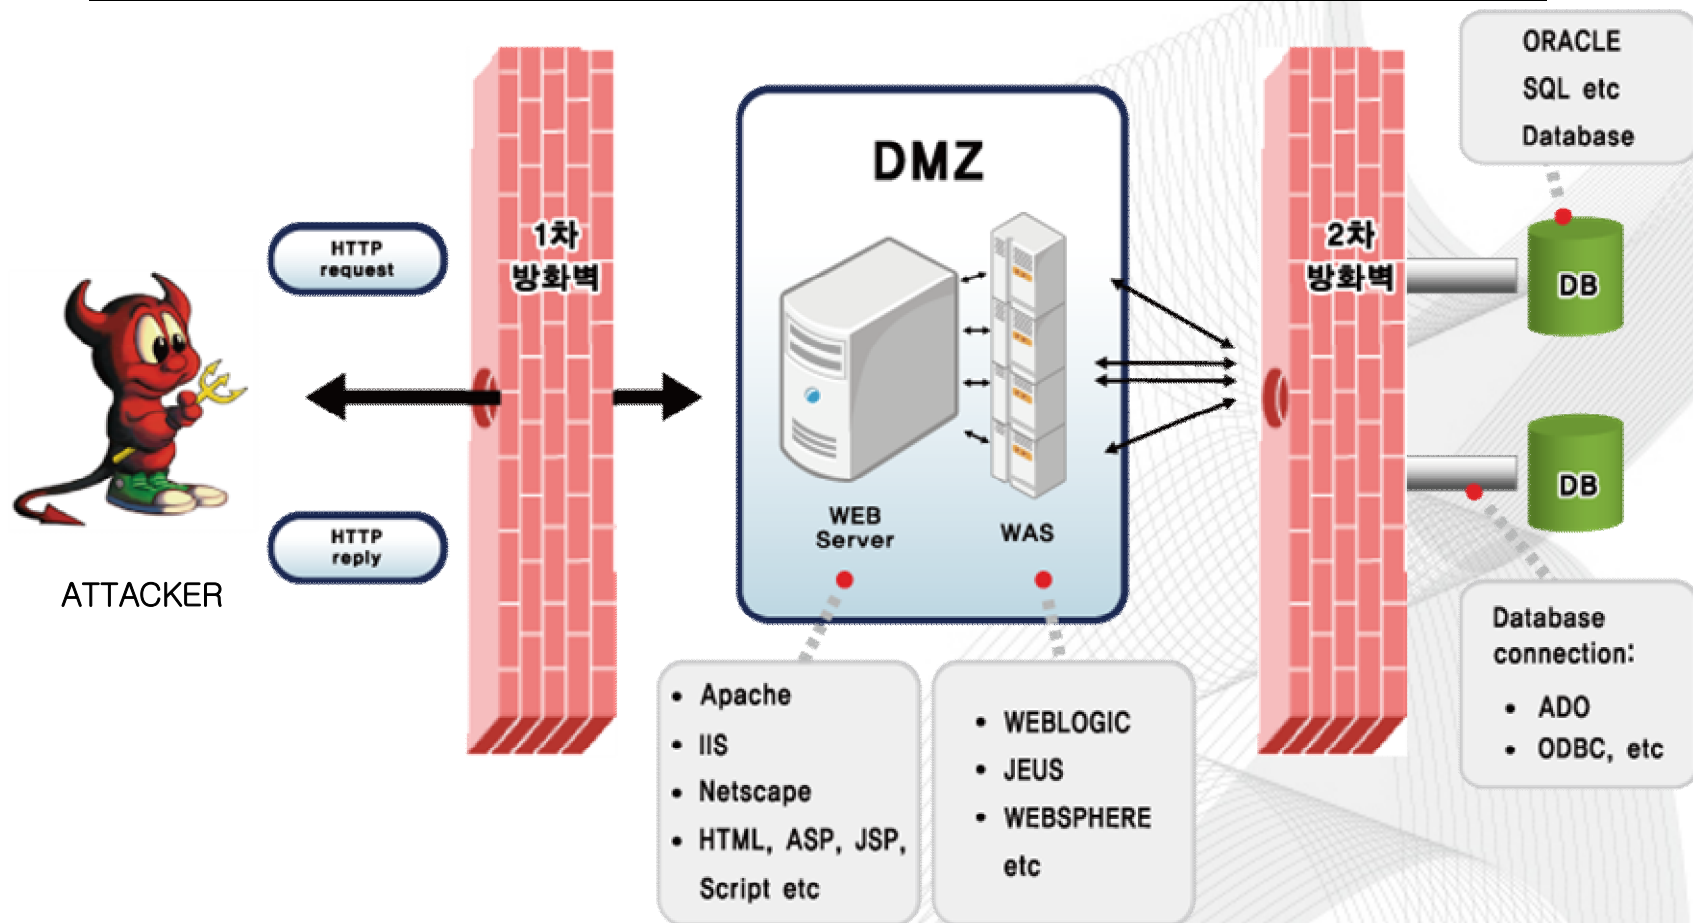 ORACLE
SQL etc
Database
DMZ
HTTP
request
1차
방화벽
2차
방화벽
DB
DB
WEB
Server
WAS
HTTP
reply
ATTACKER
• Apache
• IIS
• Netscape
• HTML, ASP, JSP,
Script etc
• WEBLOGIC
• JEUS
• WEBSPHERE
etc
Database
connection:
• ADO
• ODBC, etc